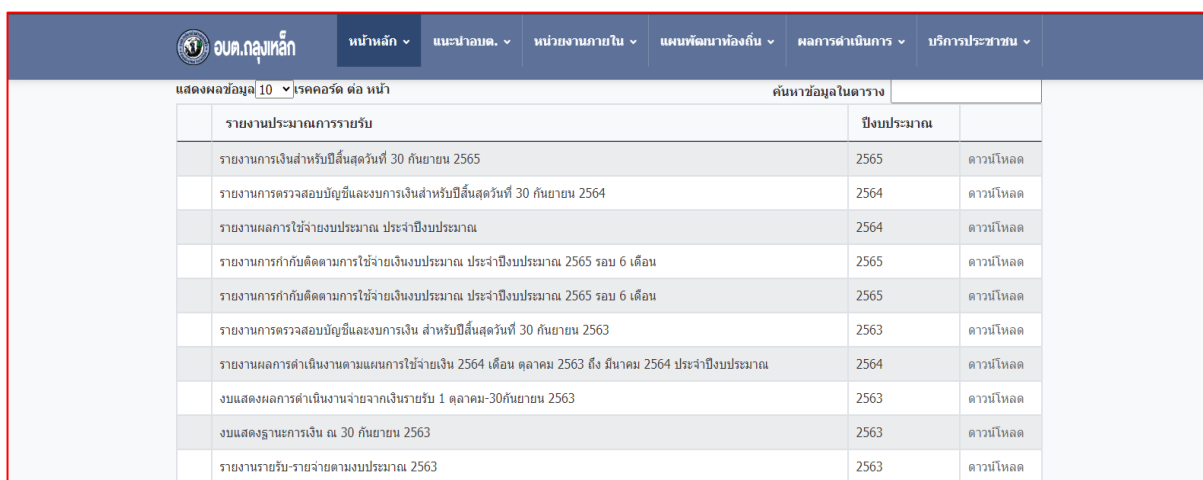 อบต.กลุงเหล็ก หน้าหลัก แนะนำอบต. หน่วยงานภายใน แผนพัฒนาท้องถิ่น ผลการดำเนินการ บริการประชาชน
แสดงผลข้อมูล 10 เรคคอร์ด ต่อ หน้า ค้นหาข้อมูลในตาราง
รายงานประมาณการรายรับ ปีงบประมาณ
รายงานการเงินสำหรับปีสิ้นสุดวันที่ 30 กันยายน 2565 2565 ดาวน์โหลด
รายงานการตรวจสอบบัญชีและงบการเงินสำหรับปีสิ้นสุดวันที่ 30 กันยายน 2564 2564 ดาวน์โหลด
รายงานผลการใช้จ่ายงบประมาณ ประจำปีงบประมาณ 2564 ดาวน์โหลด
รายงานการกำกับติดตามการใช้จ่ายเงินงบประมาณ ประจำปีงบประมาณ 2565 รอบ 6 เดือน 2565 ดาวน์โหลด
รายงานการกำกับติดตามการใช้จ่ายเงินงบประมาณ ประจำปีงบประมาณ 2565 รอบ 6 เดือน 2565 ดาวน์โหลด
รายงานการตรวจสอบบัญชีและงบการเงิน สำหรับปีสิ้นสุดวันที่ 30 กันยายน 2563 2563 ดาวน์โหลด
รายงานผลการดำเนินงานตามแผนการใช้จ่ายเงิน 2564 เดือน ตุลาคม 2563 ถึง มีนาคม 2564 ประจำปีงบประมาณ 2564 ดาวน์โหลด
งบแสดงผลการดำเนินงานจ่ายจากเงินรายรับ 1 ตุลาคม-30กันยายน 2563 2563 ดาวน์โหลด
งบแสดงฐานะการเงิน ณ 30 กันยายน 2563 2563 ดาวน์โหลด
รายงานรายรับ-รายจ่ายตามงบประมาณ 2563 2563 ดาวน์โหลด